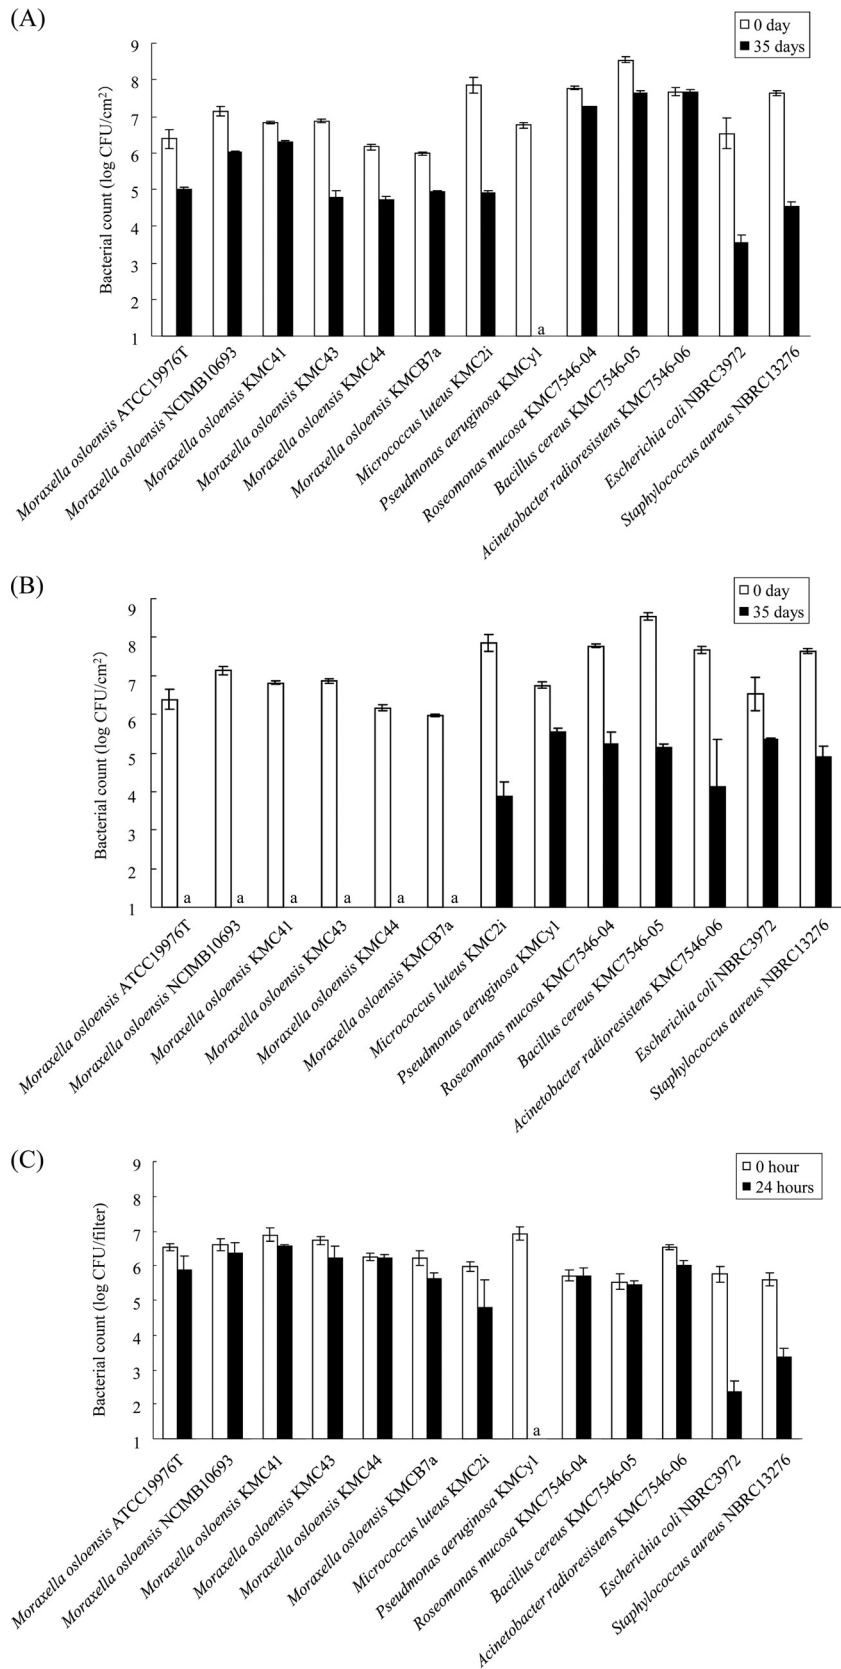 (A)
0 day
35 days
Bacterial count (log CFU/cm²)
9
8
7
6
5
4
3
2
1
a
Moraxella osloensis ATCC19976T
Moraxella osloensis NCIMB10693
Moraxella osloensis KMC41
Moraxella osloensis KMC43
Moraxella osloensis KMC44
Moraxella osloensis KMCB7a
Micrococcus luteus KMC2i
Pseudmonas aeruginosa KMCy1
Roseomonas mucosa KMC7546-04
Bacillus cereus KMC7546-05
Acinetobacter radioresistens KMC7546-06
Escherichia coli NBRC3972
Staphylococcus aureus NBRC13276
(B)
0 day
35 days
Bacterial count (log CFU/cm²)
9
8
7
6
5
4
3
2
1
a a a a a a
Moraxella osloensis ATCC19976T
Moraxella osloensis NCIMB10693
Moraxella osloensis KMC41
Moraxella osloensis KMC43
Moraxella osloensis KMC44
Moraxella osloensis KMCB7a
Micrococcus luteus KMC2i
Pseudmonas aeruginosa KMCy1
Roseomonas mucosa KMC7546-04
Bacillus cereus KMC7546-05
Acinetobacter radioresistens KMC7546-06
Escherichia coli NBRC3972
Staphylococcus aureus NBRC13276
(C)
0 hour
24 hours
Bacterial count (log CFU/filter)
9
8
7
6
5
4
3
2
1
a
Moraxella osloensis ATCC19976T
Moraxella osloensis NCIMB10693
Moraxella osloensis KMC41
Moraxella osloensis KMC43
Moraxella osloensis KMC44
Moraxella osloensis KMCB7a
Micrococcus luteus KMC2i
Pseudmonas aeruginosa KMCy1
Roseomonas mucosa KMC7546-04
Bacillus cereus KMC7546-05
Acinetobacter radioresistens KMC7546-06
Escherichia coli NBRC3972
Staphylococcus aureus NBRC13276